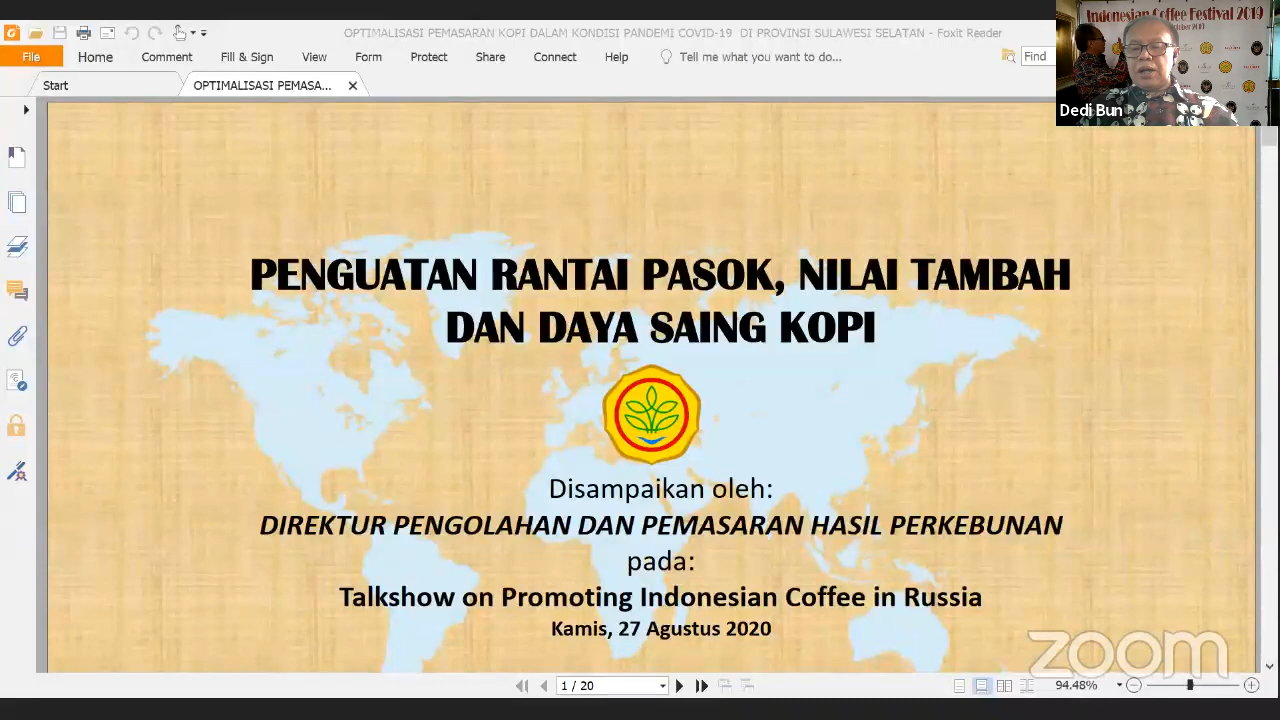 OPTIMALISASI PEMASARAN KOPI DALAM KONDISI PANDEMI COVID-19 DI PROVINSI SULAWESI SELATAN - Foxit Reader
File Home Comment Fill & Sign View Form Protect Share Connect Help Tell me what you want to do... Find
Start OPTIMALISASI PEMASA...
Indonesian Coffee Festival 2019
Dedi Bun
PENGUATAN RANTAI PASOK, NILAI TAMBAH
DAN DAYA SAING KOPI
Disampaikan oleh:
DIREKTUR PENGOLAHAN DAN PEMASARAN HASIL PERKEBUNAN
pada:
Talkshow on Promoting Indonesian Coffee in Russia
Kamis, 27 Agustus 2020
zoom
1 / 20
94.48%